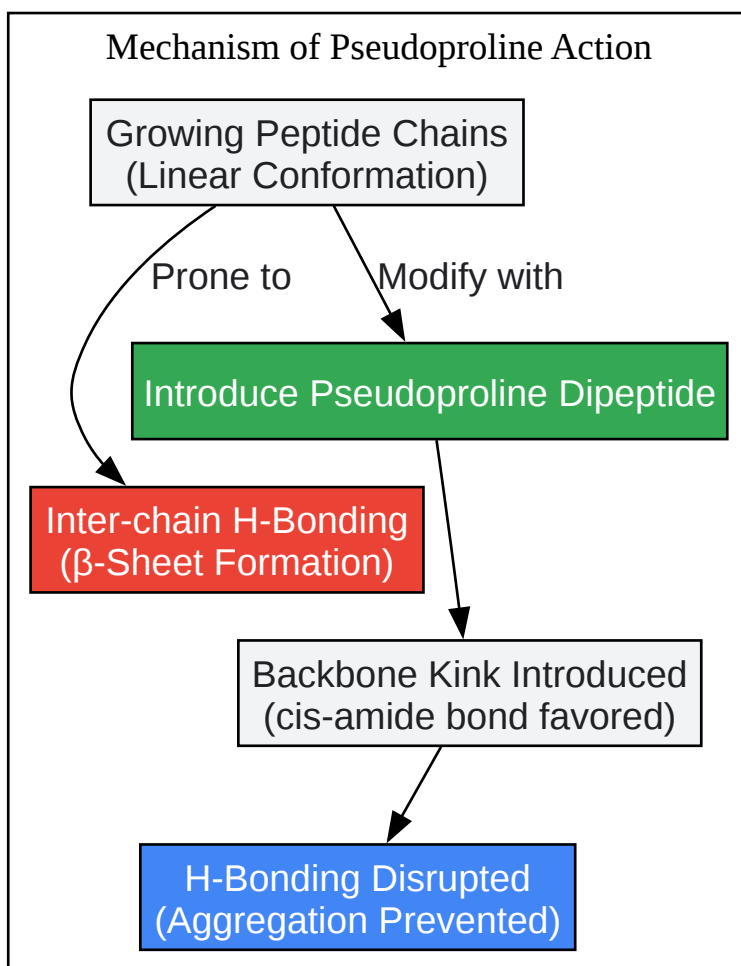 Mechanism of Pseudoproline Action
Growing Peptide Chains
(Linear Conformation)
Prone to
Modify with
Introduce Pseudoproline Dipeptide
Inter-chain H-Bonding
(β-Sheet Formation)
Backbone Kink Introduced
(cis-amide bond favored)
H-Bonding Disrupted
(Aggregation Prevented)